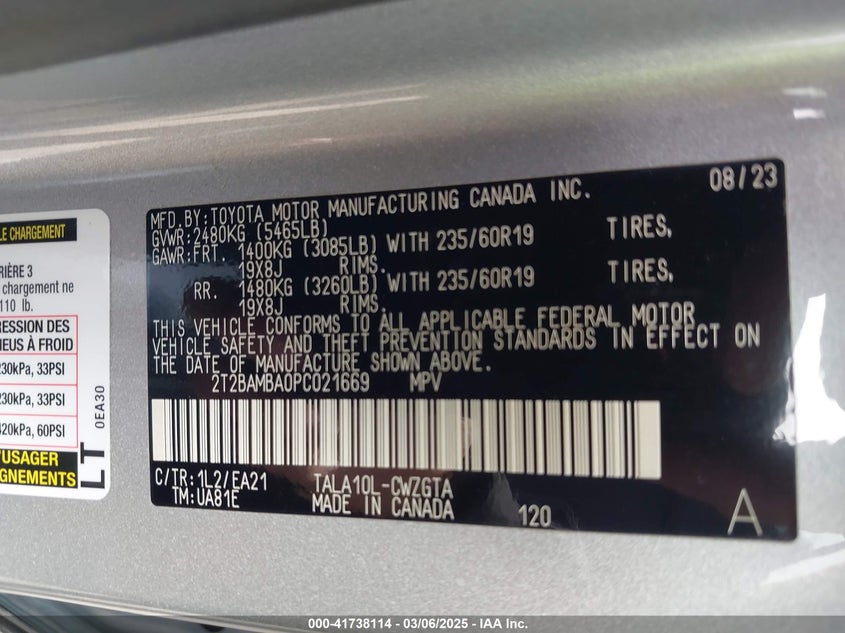 LE CHARGEMENT
RIÈRE 3
chargement ne
110 lb.
RESSION DES
NEUS À FROID
230kPa, 33PSI
230kPa, 33PSI
420kPa, 60PSI
L'USAGER
IGNEMENTS
LT
0EA30
MFD. BY: TOYOTA MOTOR MANUFACTURING CANADA INC. 08/23
GVWR: 2480KG (5465LB)
GAWR: FRT. 1400KG (3085LB) WITH 235/60R19 TIRES,
19X8J RIMS.
RR. 1480KG (3260LB) WITH 235/60R19 TIRES,
19X8J RIMS.
THIS VEHICLE CONFORMS TO ALL APPLICABLE FEDERAL MOTOR
VEHICLE SAFETY AND THEFT PREVENTION STANDARDS IN EFFECT ON
THE DATE OF MANUFACTURE SHOWN ABOVE.
2T2BAMBA0PC021669 MPV
C/TR: 1L2/EA21 TALA10L-CWZGTA
TM: UA81E MADE IN CANADA 120 A
000-41738114 - 03/06/2025 - IAA Inc.